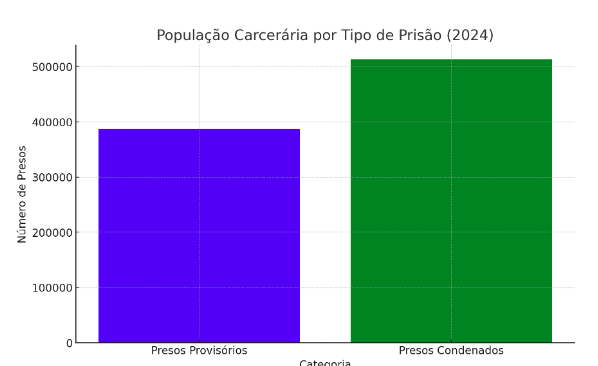 População Carcerária por Tipo de Prisão (2024)
500000
400000
300000
200000
100000
0
Número de Presos
Presos Provisórios
Presos Condenados
Categoria